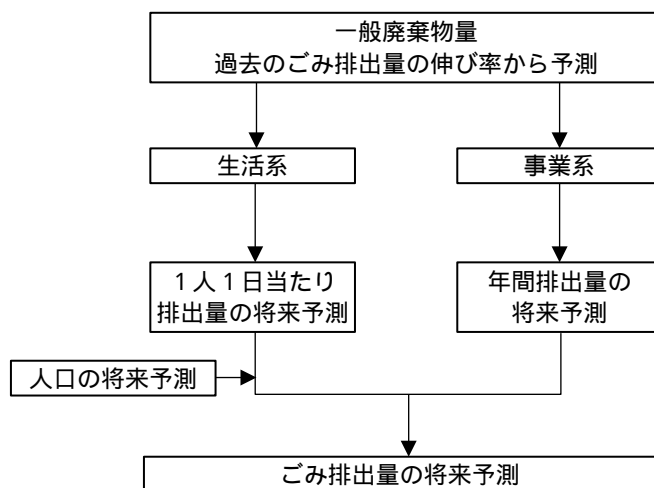 一般廃棄物量
過去のごみ排出量の伸び率から予測
生活系
事業系
１人１日当たり
排出量の将来予測
年間排出量の
将来予測
人口の将来予測
ごみ排出量の将来予測